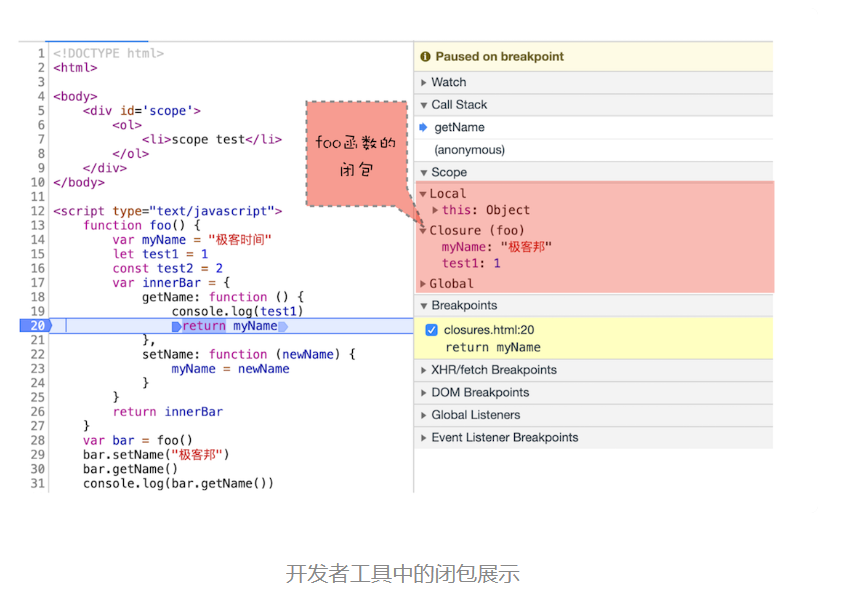 1 <!DOCTYPE html>
2 <html>
3
4 <body>
5 <div id='scope'>
6 <ol>
7 <li>scope test</li>
8 </ol>
9 </div>
10 </body>
11
12 <script type="text/javascript">
13 function foo() {
14 var myName = "极客时间"
15 let test1 = 1
16 const test2 = 2
17 var innerBar = {
18 getName: function () {
19 console.log(test1)
20 return myName
21 },
22 setName: function (newName) {
23 myName = newName
24 }
25 }
26 return innerBar
27 }
28 var bar = foo()
29 bar.setName("极客邦")
30 bar.getName()
31 console.log(bar.getName())
foo函数的
闭包
Paused on breakpoint
Watch
Call Stack
getName
(anonymous)
Scope
Local
this: Object
Closure (foo)
myName: "极客邦"
test1: 1
Global
Breakpoints
closures.html:20
return myName
XHR/fetch Breakpoints
DOM Breakpoints
Global Listeners
Event Listener Breakpoints
开发者工具中的闭包展示